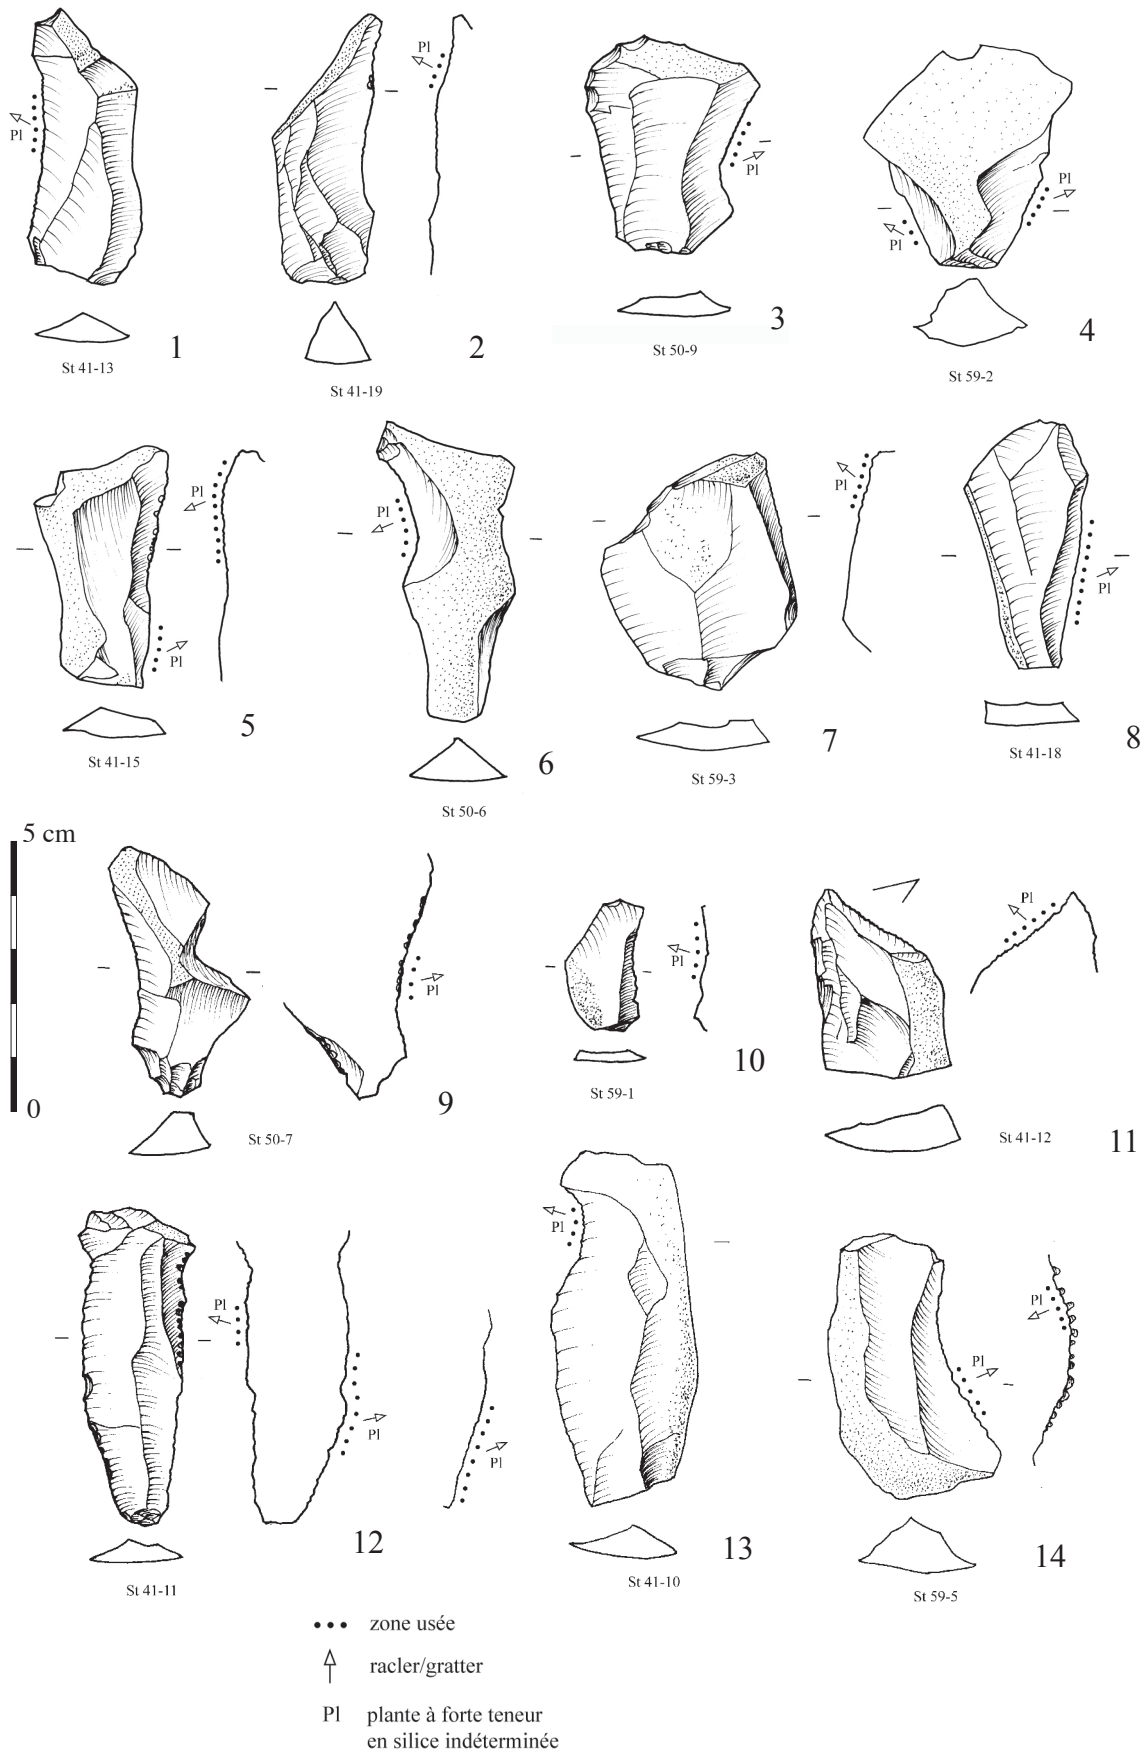 Pl
1
St 41-13
Pl
2
St 41-19
Pl
3
St 50-9
Pl
Pl
4
St 59-2
Pl
Pl
5
St 41-15
Pl
6
St 50-6
Pl
7
St 59-3
Pl
8
St 41-18
5 cm
0
Pl
9
St 50-7
Pl
10
St 59-1
Pl
11
St 41-12
Pl
Pl
12
St 41-11
Pl
Pl
13
St 41-10
Pl
Pl
14
St 59-5
zone usée
racler/gratter
Pl plante à forte teneur
en silice indéterminée